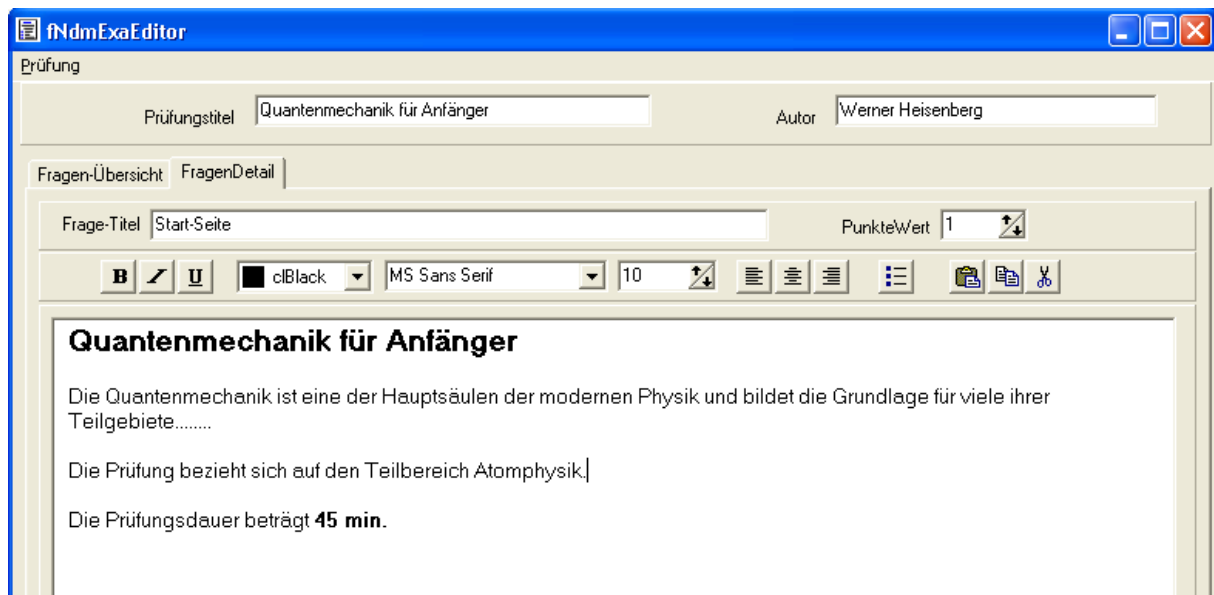 fNdmExaEditor
Prüfung
Prüfungstitel Quantenmechanik für Anfänger Autor Werner Heisenberg
Fragen-Übersicht FragenDetail
Frage-Titel Start-Seite PunkteWert 1
B I U clBlack MS Sans Serif 10
Quantenmechanik für Anfänger
Die Quantenmechanik ist eine der Hauptsäulen der modernen Physik und bildet die Grundlage für viele ihrer
Teilgebiete........
Die Prüfung bezieht sich auf den Teilbereich Atomphysik.
Die Prüfungsdauer beträgt 45 min.